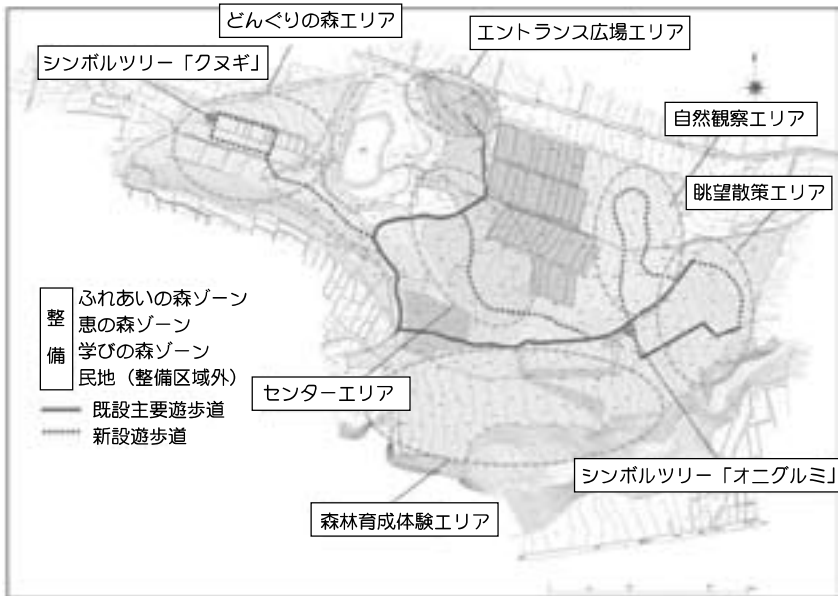 どんぐりの森エリア
エントランス広場エリア
シンボルツリー「クヌギ」
自然観察エリア
眺望散策エリア
整備
ふれあいの森ゾーン
恵の森ゾーン
学びの森ゾーン
民地（整備区域外）
センターエリア
既設主要遊歩道
新設遊歩道
シンボルツリー「オニグルミ」
森林育成体験エリア